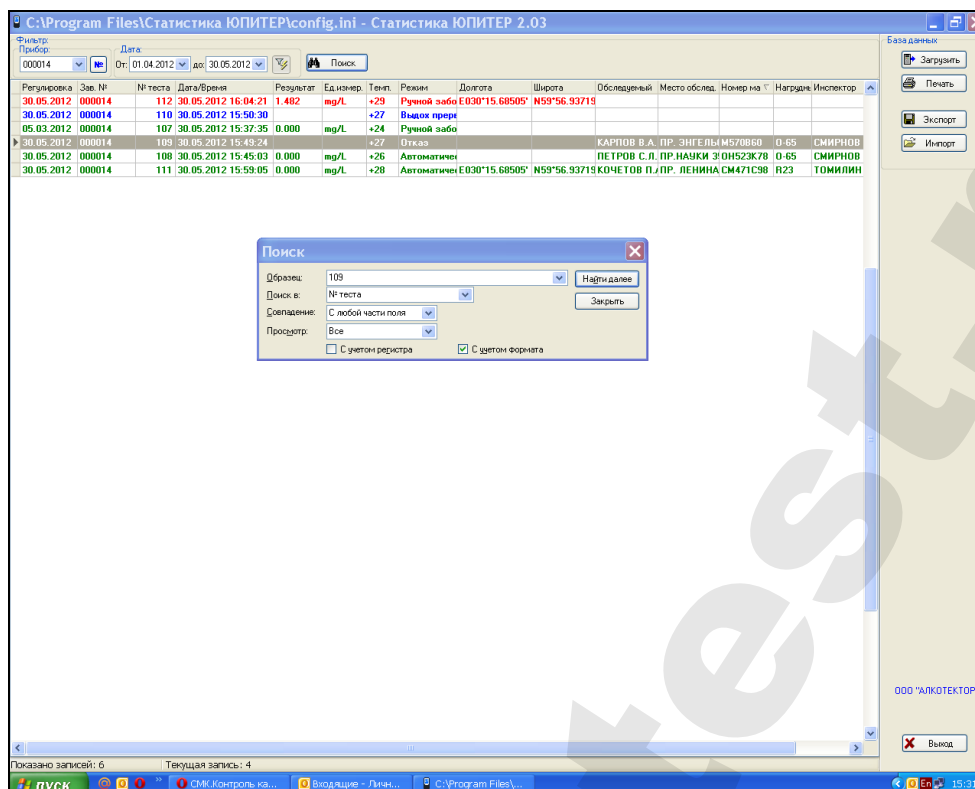 C:\Program Files\Статистика ЮПИТЕР\config.ini - Статистика ЮПИТЕР 2.03
Фильтр:
Прибор: Дата:
000014 № От: 01.04.2012 до: 30.05.2012 Поиск
База данных
Загрузить
Печать
Экспорт
Импорт
Регулировка Зав. № № теста Дата/Время Результат Ед.измер. Темп. Режим Долгота Широта Обследуемый Место обслед. Номер ма Нагрудны Инспектор
30.05.2012 000014 112 30.05.2012 16:04:21 1.482 mg/L +29 Ручной забо E030°15.68505' N59°56.93719
30.05.2012 000014 110 30.05.2012 15:50:30 +27 Выдох прер
05.03.2012 000014 107 30.05.2012 15:37:35 0.000 mg/L +24 Ручной забо
30.05.2012 000014 109 30.05.2012 15:49:24 +27 Отказ КАРПОВ В.А. ПР. ЭНГЕЛЬ М570В60 0-65 СМИРНОВ
30.05.2012 000014 108 30.05.2012 15:45:03 0.000 mg/L +26 Автоматичес ПЕТРОВ С.Л. ПР.НАУКИ 3 ОН523К78 0-65 СМИРНОВ
30.05.2012 000014 111 30.05.2012 15:59:05 0.000 mg/L +28 Автоматичес E030°15.68505' N59°56.93719 КОЧЕТОВ П. ПР. ЛЕНИНА СМ471С98 R23 ТОМИЛИН
Поиск
Образец: 109 Найти далее
Поиск в: № теста Закрыть
Совпадение: С любой части поля
Просмотр: Все
С учетом регистра С учетом формата
ООО "АЛКОТЕКТОР
Выход
Показано записей: 6 Текущая запись: 4
пуск СМК.Контроль ка... Входящие - Личн... C:\Program Files\... En 15:31
test